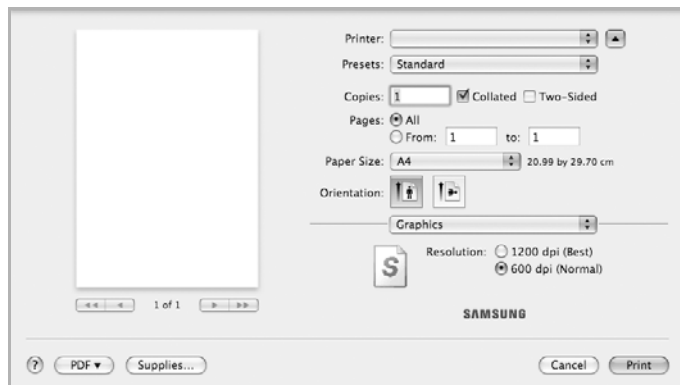 Printer:
Presets: Standard
Copies: 1 Collated Two-Sided
Pages: All
From: 1 to: 1
Paper Size: A4 20.99 by 29.70 cm
Orientation:
Graphics
S Resolution: 1200 dpi (Best)
600 dpi (Normal)
1 of 1
SAMSUNG
? PDF Supplies... Cancel Print